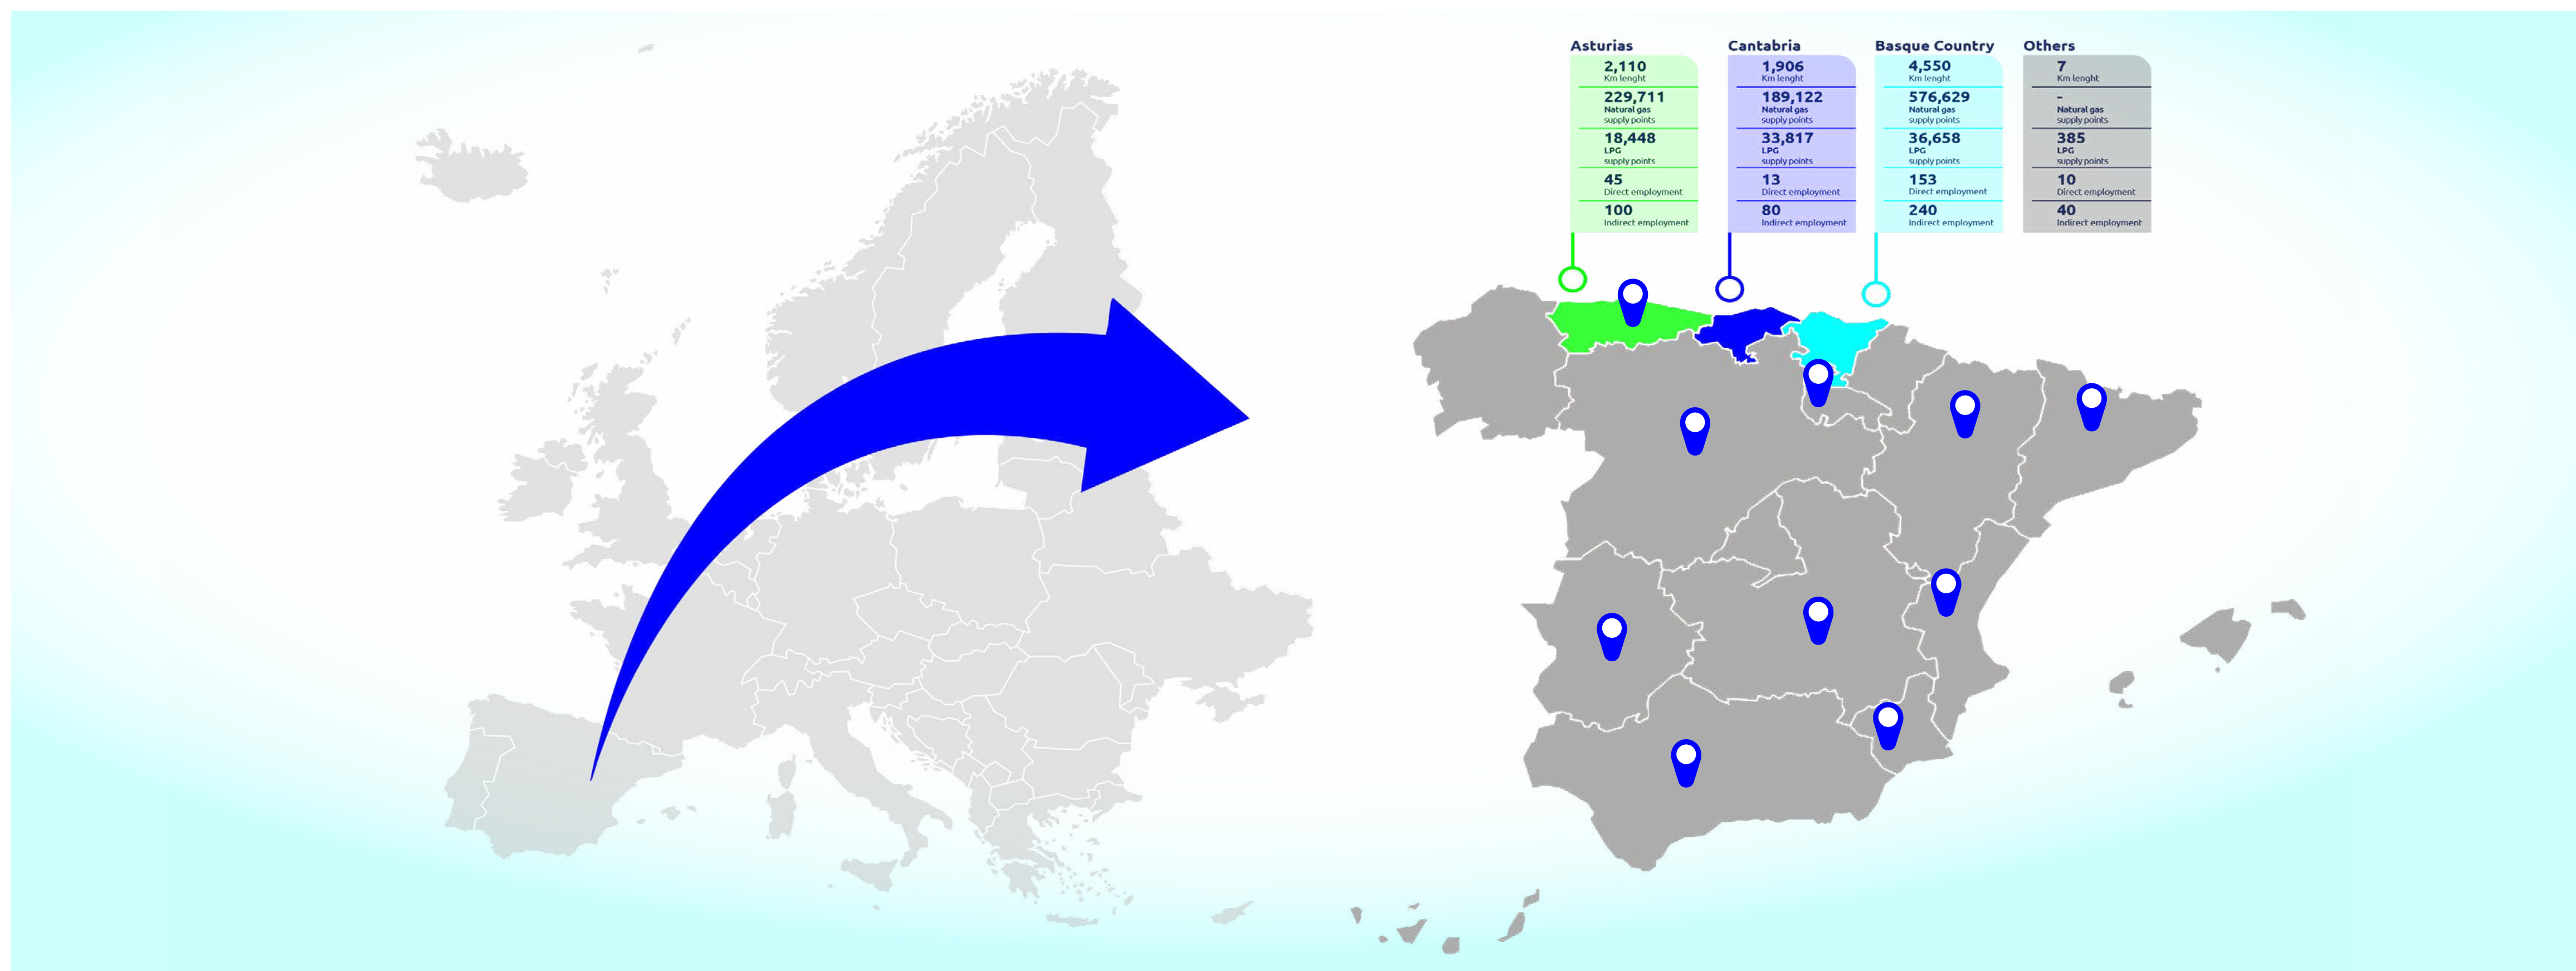 Asturias
2,110
Km lenght
229,711
Natural gas
supply points
18,448
LPG
supply points
45
Direct employment
100
Indirect employment
Cantabria
1,906
Km lenght
189,122
Natural gas
supply points
33,817
LPG
supply points
13
Direct employment
80
Indirect employment
Basque Country
4,550
Km lenght
576,629
Natural gas
supply points
36,658
LPG
supply points
153
Direct employment
240
Indirect employment
Others
7
Km lenght
-
Natural gas
supply points
385
LPG
supply points
10
Direct employment
40
Indirect employment